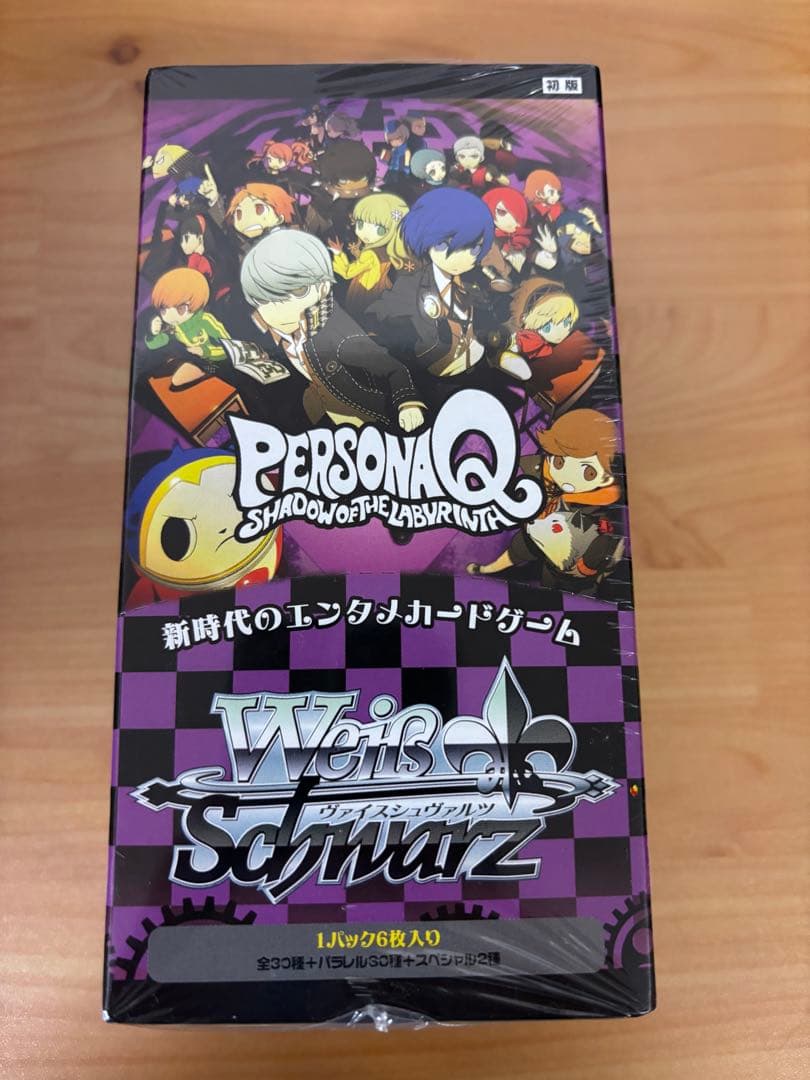 初版
PERSONAQ
SHADOW OF THE LABYRINTH
新時代のエンタメカードゲーム
Weiß
ヴァイスシュヴァルツ
Schwarz
1パック6枚入り
全30種+パラレル30種+スペシャル2種